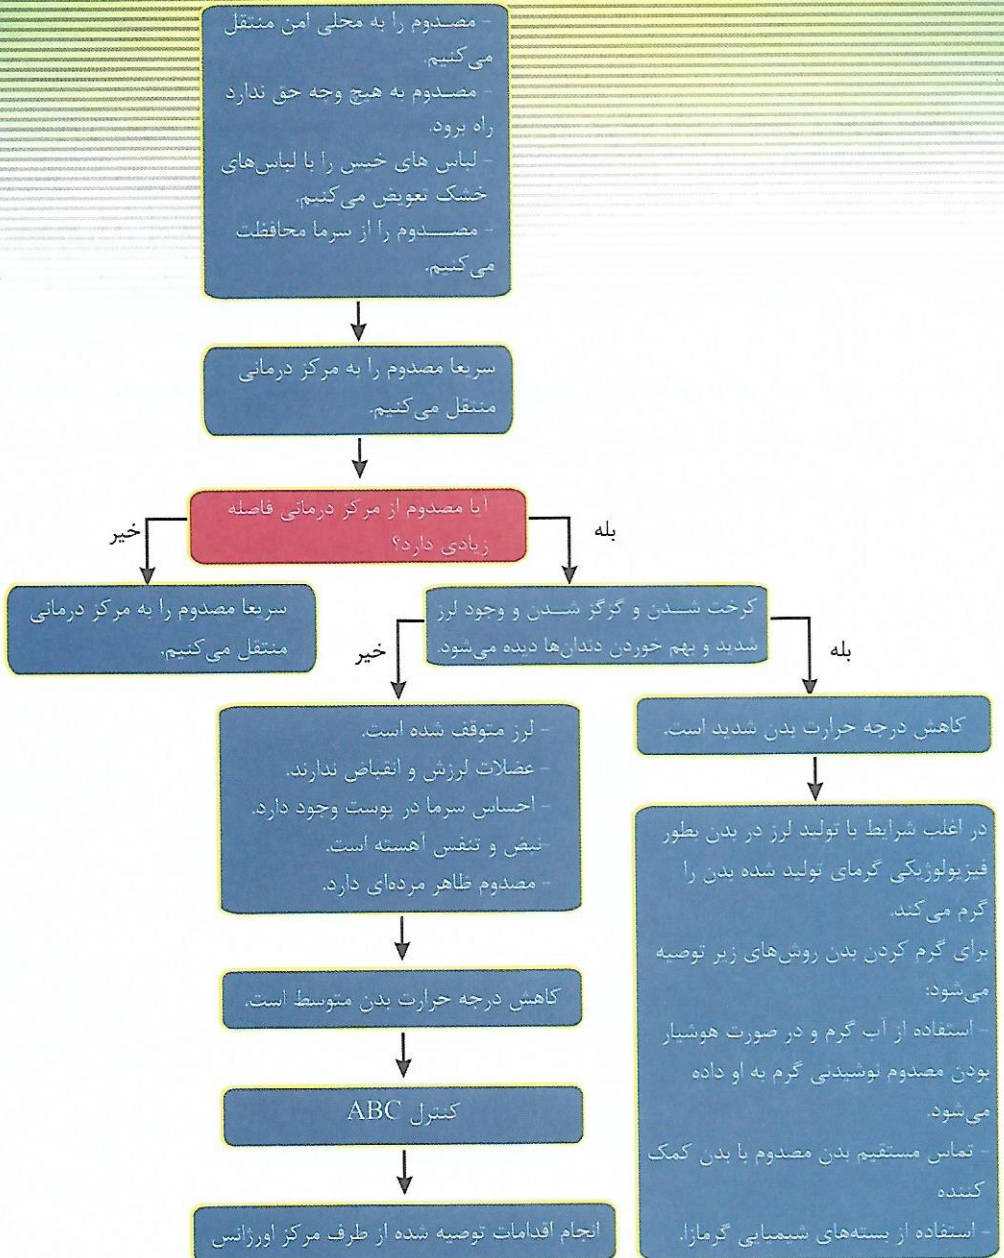 - مصدوم را به محلی امن منتقل
می‌کنیم.
- مصدوم به هیچ وجه حق ندارد
راه برود.
- لباس های خیس را با لباس‌های
خشک تعویض می‌کنیم.
- مصدوم را از سرما محافظت
می‌کنیم.
سریعا مصدوم را به مرکز درمانی
منتقل می‌کنیم.
آیا مصدوم از مرکز درمانی فاصله
زیادی دارد؟
بله
خیر
سریعا مصدوم را به مرکز درمانی
منتقل می‌کنیم.
کرخت شدن و گزگز شدن و وجود لرز
شدید و بهم خوردن دندان‌ها دیده می‌شود.
بله
خیر
کاهش درجه حرارت بدن شدید است.
در اغلب شرایط با تولید لرز در بدن بطور
فیزیولوژیکی گرمای تولید شده بدن را
گرم می‌کند.
برای گرم کردن بدن روش‌های زیر توصیه
می‌شود:
- استفاده از آب گرم و در صورت هوشیار
بودن مصدوم نوشیدنی گرم به او داده
می‌شود.
- تماس مستقیم بدن مصدوم با بدن کمک
کننده
- استفاده از بسته‌های شیمیایی گرمازا.
- لرز متوقف شده است.
- عضلات لرزش و انقباض ندارند.
- احساس سرما در پوست وجود دارد.
-نبض و تنفس آهسته است.
- مصدوم ظاهر مرده‌ای دارد.
کاهش درجه حرارت بدن متوسط است.
کنترل ABC
انجام اقدامات توصیه شده از طرف مرکز اورژانس